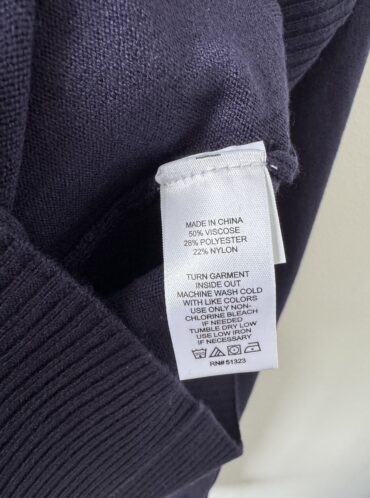 MADE IN CHINA
50% VISCOSE
28% POLYESTER
22% NYLON
TURN GARMENT
INSIDE OUT
MACHINE WASH COLD
WITH LIKE COLORS
USE ONLY NON-
CHLORINE BLEACH
IF NEEDED
TUMBLE DRY LOW
USE LOW IRON
IF NECESSARY
RN# 51323